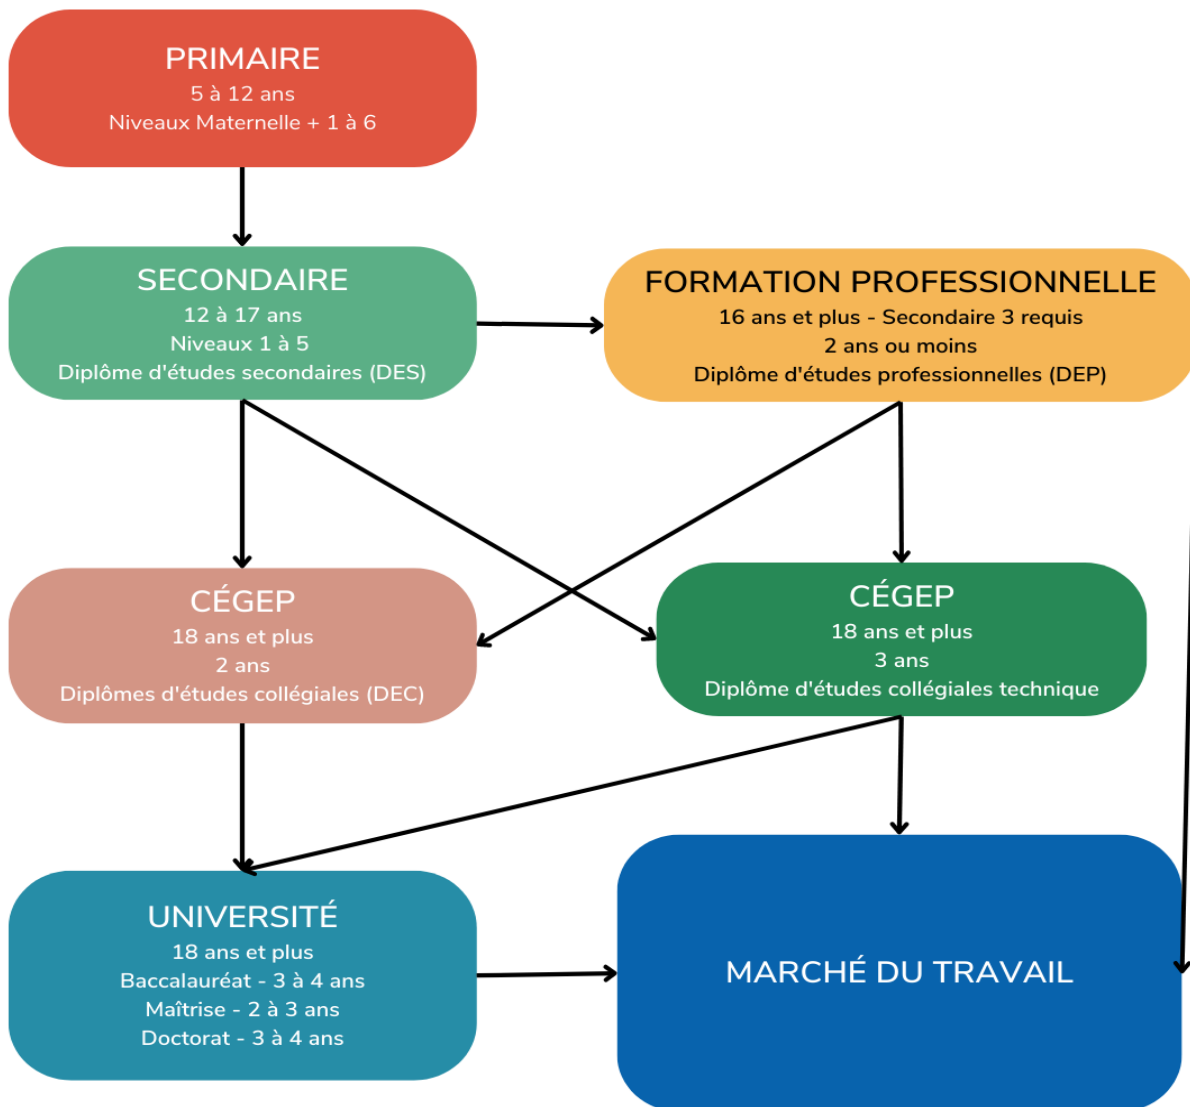 PRIMAIRE
5 à 12 ans
Niveaux Maternelle + 1 à 6
SECONDAIRE
12 à 17 ans
Niveaux 1 à 5
Diplôme d'études secondaires (DES)
FORMATION PROFESSIONNELLE
16 ans et plus - Secondaire 3 requis
2 ans ou moins
Diplôme d'études professionnelles (DEP)
CÉGEP
18 ans et plus
2 ans
Diplômes d'études collégiales (DEC)
CÉGEP
18 ans et plus
3 ans
Diplôme d'études collégiales technique
UNIVERSITÉ
18 ans et plus
Baccalauréat - 3 à 4 ans
Maîtrise - 2 à 3 ans
Doctorat - 3 à 4 ans
MARCHÉ DU TRAVAIL